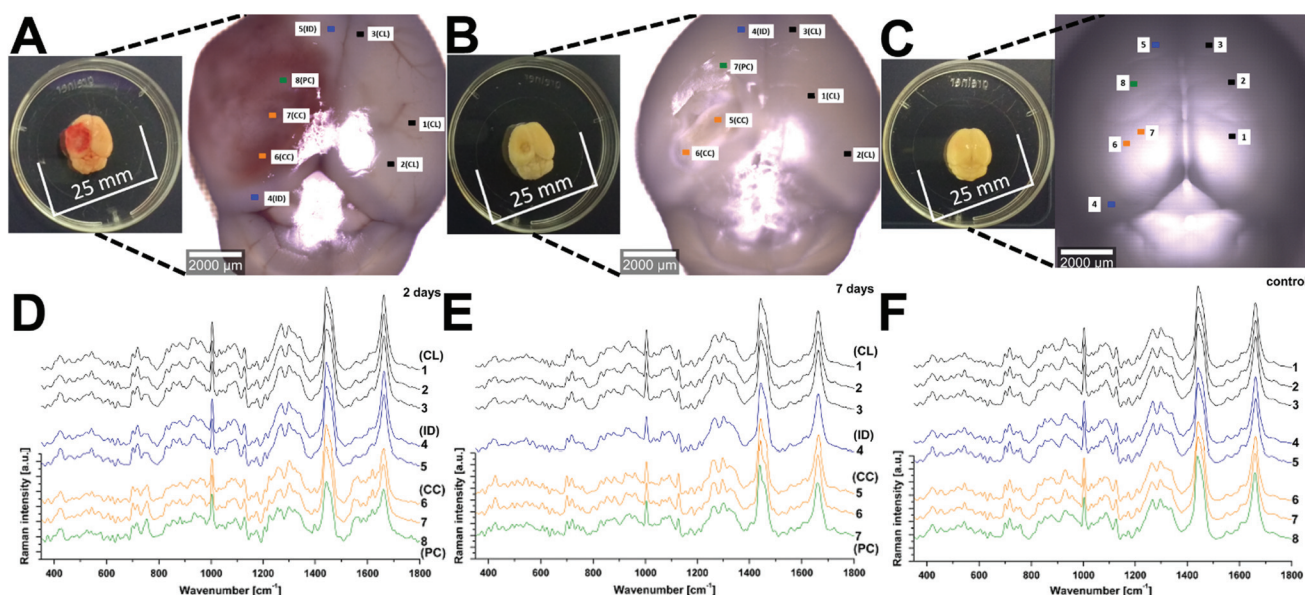 A
B
C
greiner
25 mm
5(ID)
3(CL)
8(PC)
7(CC)
1(CL)
6(CC)
2(CL)
4(ID)
2000 µm
greiner
25 mm
4(ID)
3(CL)
7(PC)
1(CL)
5(CC)
6(CC)
2(CL)
2000 µm
greiner
25 mm
5
3
8
2
7
1
6
4
2000 µm
D
2 days
(CL)
1
2
3
(ID)
4
5
(CC)
6
7
8
(PC)
Raman intensity [a.u.]
400 600 800 1000 1200 1400 1600 1800
Wavenumber [cm-1]
E
7 days
(CL)
1
2
3
(ID)
4
(CC)
5
6
7
(PC)
Raman intensity [a.u.]
400 600 800 1000 1200 1400 1600 1800
Wavenumber [cm-1]
F
control
1
2
3
4
5
6
7
8
Raman intensity [a.u.]
400 600 800 1000 1200 1400 1600 1800
Wavenumber [cm-1]